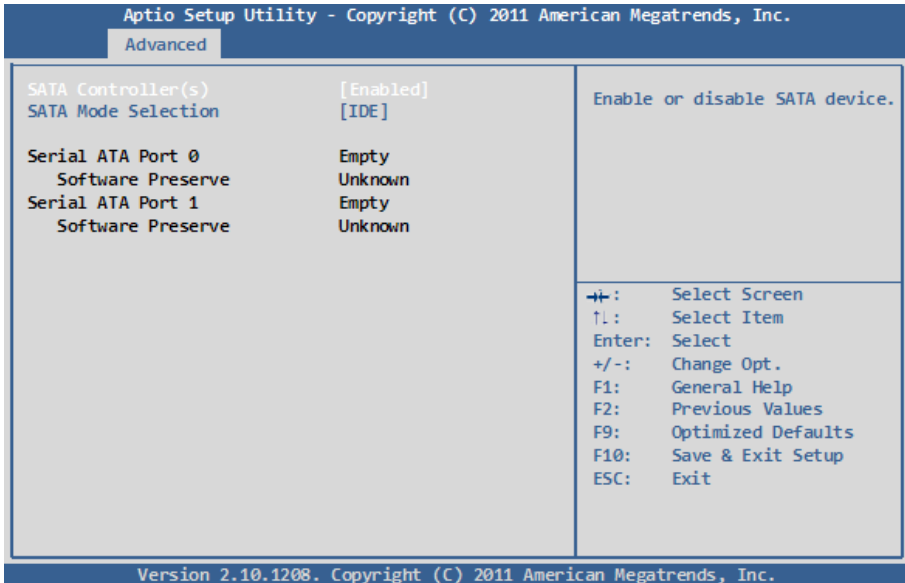 Aptio Setup Utility - Copyright (C) 2011 American Megatrends, Inc.
Advanced
SATA Controller(s) [Enabled]
SATA Mode Selection [IDE]
Serial ATA Port 0 Empty
Software Preserve Unknown
Serial ATA Port 1 Empty
Software Preserve Unknown
Enable or disable SATA device.
→←: Select Screen
↑↓: Select Item
Enter: Select
+/-: Change Opt.
F1: General Help
F2: Previous Values
F9: Optimized Defaults
F10: Save & Exit Setup
ESC: Exit
Version 2.10.1208. Copyright (C) 2011 American Megatrends, Inc.